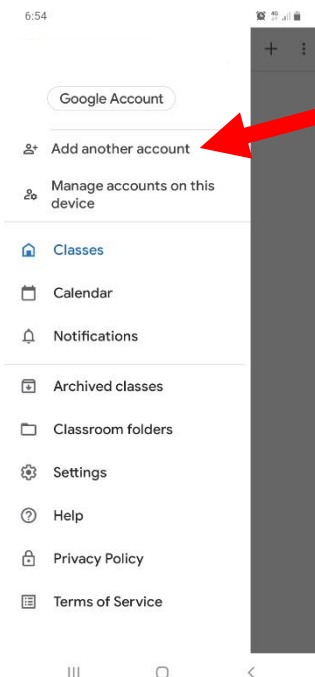 6:54
Google Account
Add another account
Manage accounts on this
device
Classes
Calendar
Notifications
Archived classes
Classroom folders
Settings
Help
Privacy Policy
Terms of Service